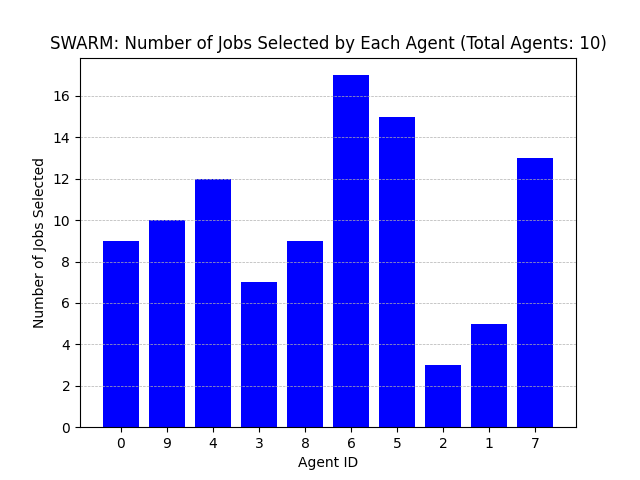 SWARM: Number of Jobs Selected by Each Agent (Total Agents: 10)
Number of Jobs Selected
16
14
12
10
8
6
4
2
0
0 9 4 3 8 6 5 2 1 7
Agent ID